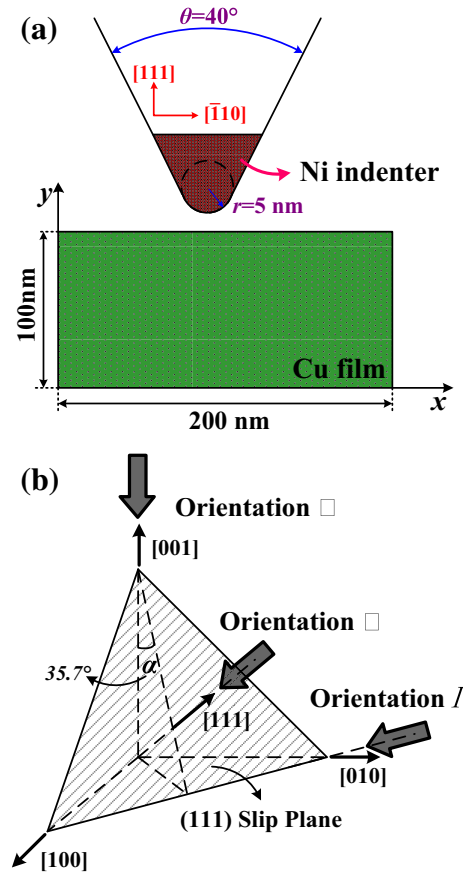 (a)
θ=40°
[111]
[1̅10]
Ni indenter
r=5 nm
y
100nm
Cu film
x
200 nm
(b)
Orientation □
[001]
Orientation □
35.7°
α
Orientation I
[111]
[010]
(111) Slip Plane
[100]